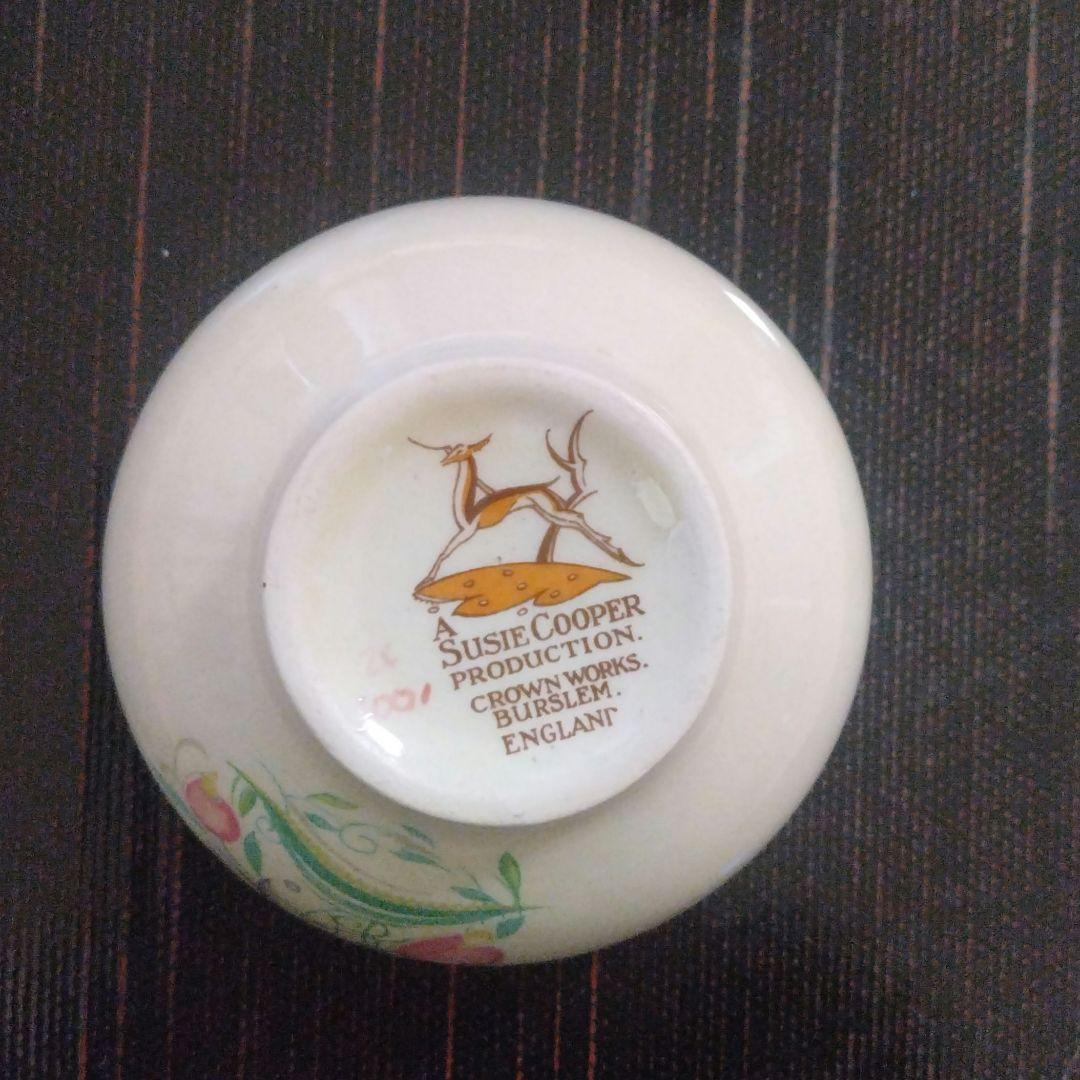 A
SUSIE COOPER
PRODUCTION.
CROWN WORKS.
BURSLEM.
ENGLAND